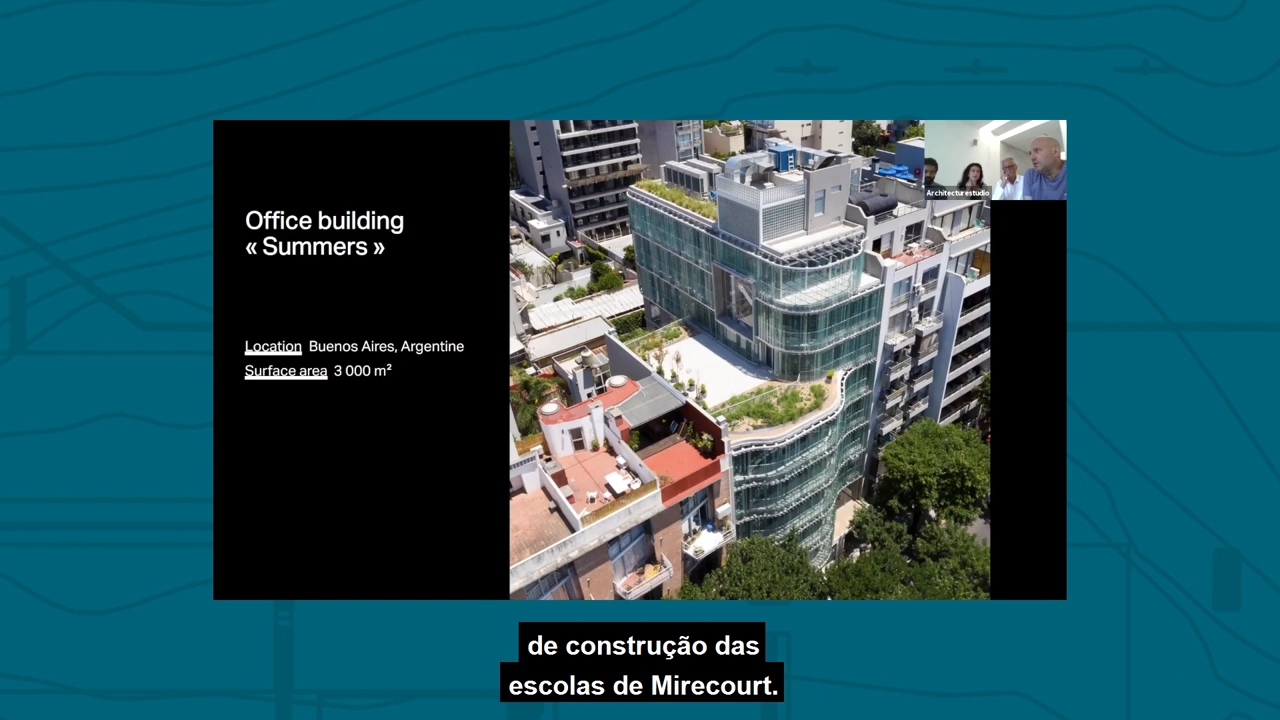 Office building
« Summers »
Location Buenos Aires, Argentine
Surface area 3 000 m²
Architecturestudio
de construção das
escolas de Mirecourt.